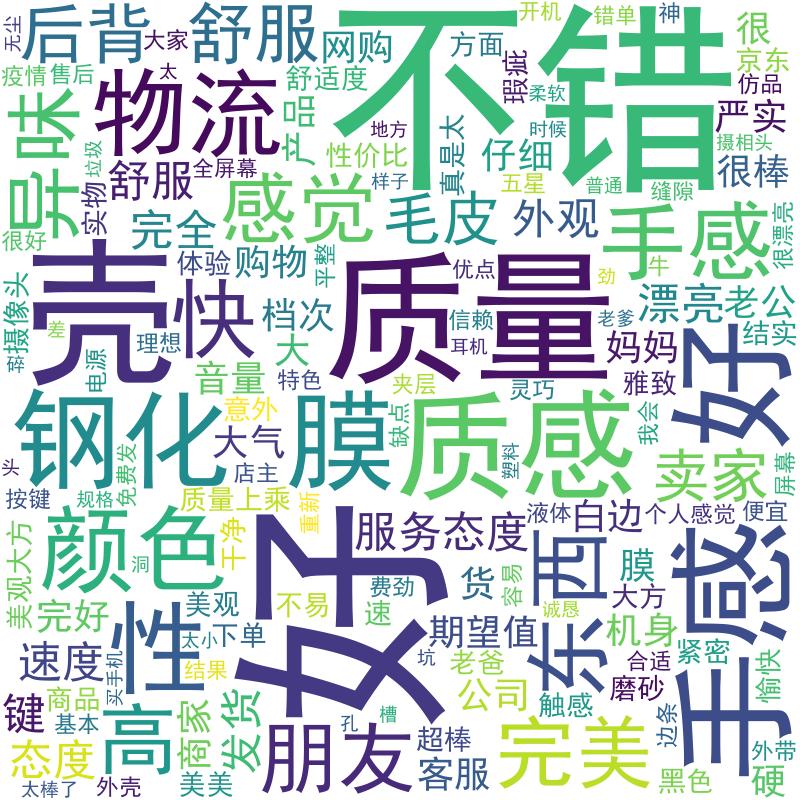 无尘
后背
大家
舒服
网购
不错
开机
错单
神
很
疫情
售后
太
物流
舒适度
方面
瑕疵
京东
仿品
异味
产品
地方
柔软
严实
摄相头
垃圾
全屏幕
性价比
真是太
仔细
时候
很棒
实物
舒服
样子
五星
普通
缝隙
很好
完全
感觉
毛皮
外观
手感
很漂亮
体验
购物
平整
优点
劲
牛
摄像头
壳
快
档次
质量
信赖
老爹
漂亮
老公
差
理想
大
耳机
妈妈
好
结实
电源
音量
特色
夹层
灵巧
雅致
钢化
意外
膜
缺点
质感
我会
头
大气
店主
塑料
卖家
屏幕
按键
规格
免费发
质量上乘
重新
液体
白边
个人感觉
便宜
颜色
干净
好
服务态度
东西
手感
美观大方
洞
完好
美观
不易
费劲
速
货
容易
膜
大方
速度
性
太小
下单
期望值
诚恳
机身
紧密
买手机
结果
老爸
坑
合适
愉快
键
商品
基本
高
商家
发货
孔
槽
公司
触感
磨砂
边条
态度
朋友
超棒
完美
外带
太棒了
外壳
美美
客服
黑色
硬